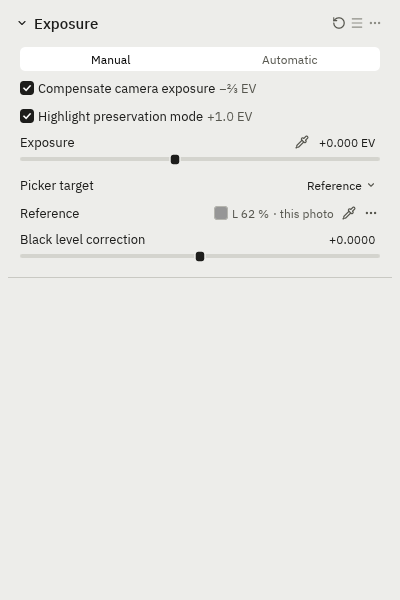 Exposure
Manual Automatic
Compensate camera exposure −⅔ EV
Highlight preservation mode +1.0 EV
Exposure +0.000 EV
Picker target Reference
Reference L 62 % · this photo
Black level correction +0.0000